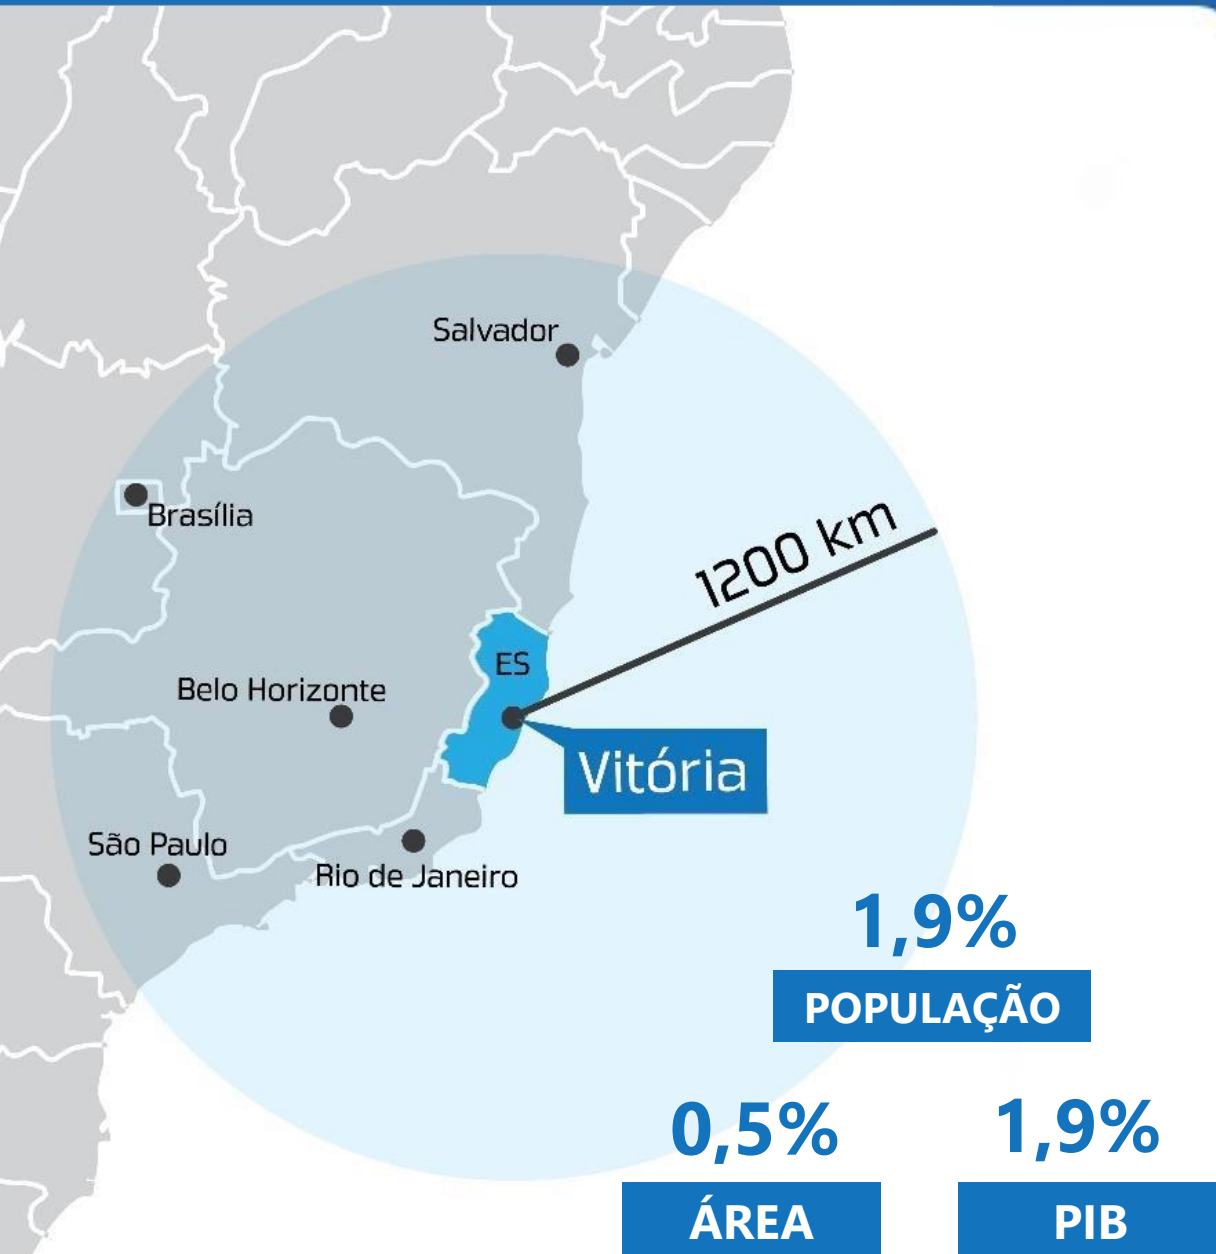 Salvador
Brasília
1200 km
ES
Belo Horizonte
Vitória
São Paulo
Rio de Janeiro
1,9%
POPULAÇÃO
0,5%
ÁREA
1,9%
PIB